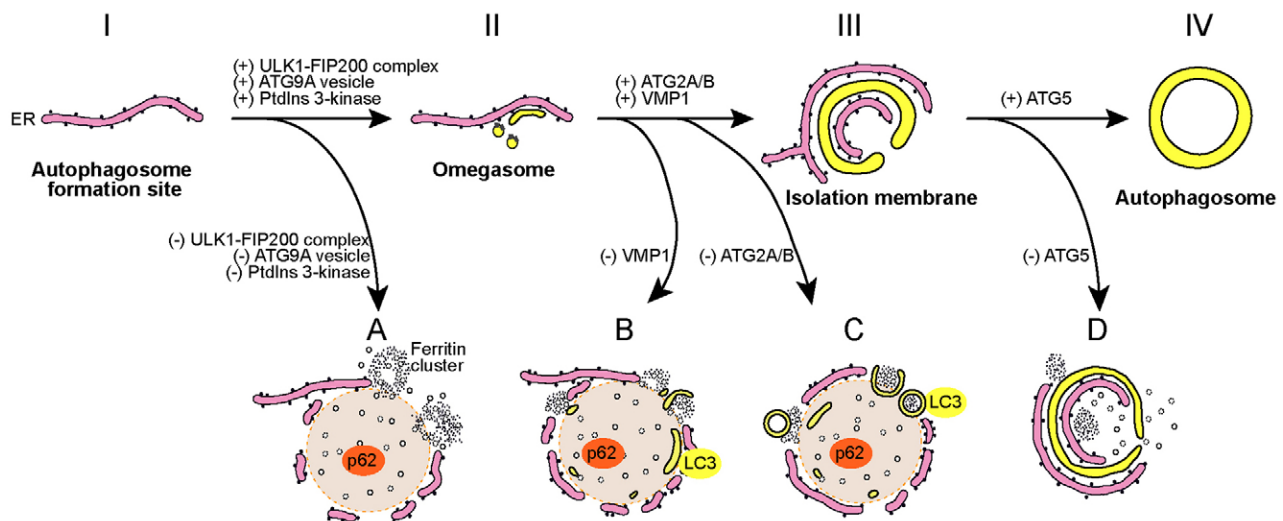 I
II
III
IV
(+) ULK1-FIP200 complex
(+) ATG9A vesicle
(+) PtdIns 3-kinase
(+) ATG2A/B
(+) VMP1
(+) ATG5
ER
Autophagosome
formation site
Omegasome
Isolation membrane
Autophagosome
(-) ULK1-FIP200 complex
(-) ATG9A vesicle
(-) PtdIns 3-kinase
(-) VMP1
(-) ATG2A/B
(-) ATG5
A
B
C
D
Ferritin
cluster
p62
p62
LC3
p62
LC3